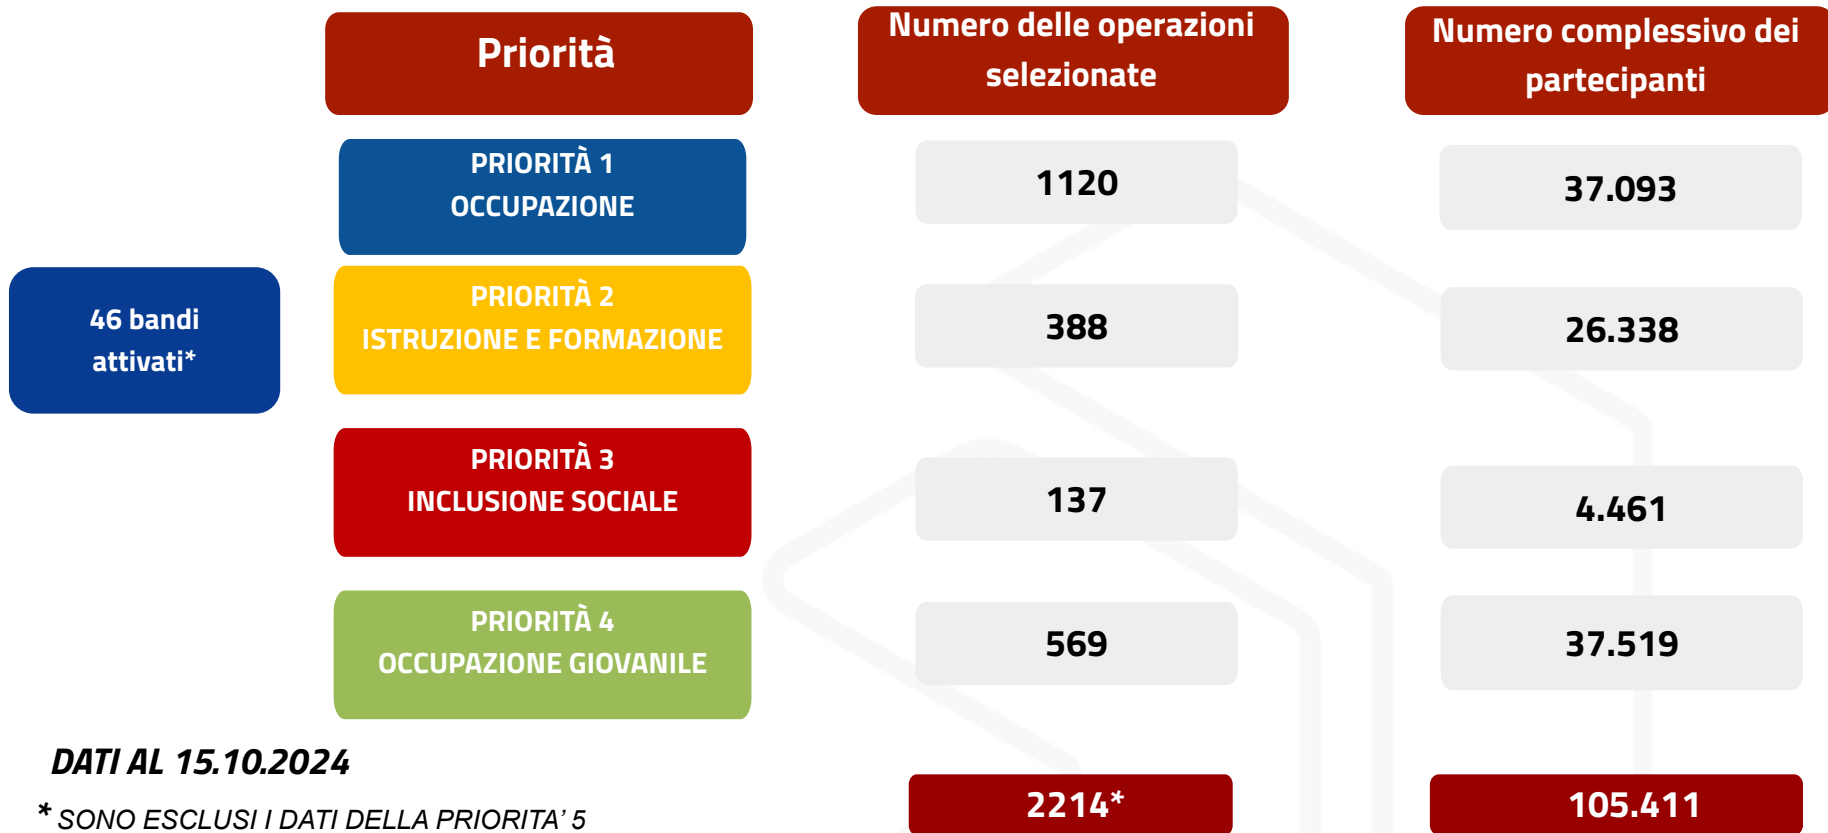 Priorità
Numero delle operazioni
selezionate
Numero complessivo dei
partecipanti
PRIORITÀ 1
OCCUPAZIONE
1120
37.093
46 bandi
attivati*
PRIORITÀ 2
ISTRUZIONE E FORMAZIONE
388
26.338
PRIORITÀ 3
INCLUSIONE SOCIALE
137
4.461
PRIORITÀ 4
OCCUPAZIONE GIOVANILE
569
37.519
DATI AL 15.10.2024
* SONO ESCLUSI I DATI DELLA PRIORITA’ 5
2214*
105.411